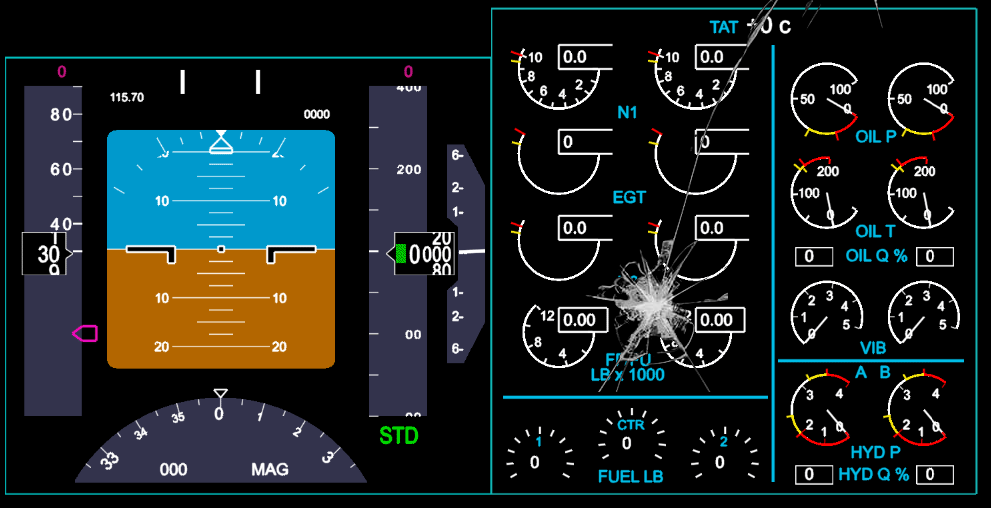 0
115.70
0000
80
60
40
30
10 10
10 10
20 20
0
400
200
20
0000
80
00
STD
6
2
1
1
2
6
33 34 35 0 1 2 3
000 MAG
TAT +0 c
10 8 6 4 2 0.0
10 8 6 4 2 0.0
N1
0 0
EGT
0.0 0.0
12 8 4 0.00
8 4 0.00
LB x 1000
1 0
CTR 0
2 0
FUEL LB
50 100 0
50 100 0
OIL P
100 200 0
100 200 0
OIL T
0 OIL Q % 0
0 1 2 3 4 5
0 1 2 3 4 5
VIB
A B
0 1 2 3 4
0 1 2 3 4
HYD P
0 HYD Q % 0